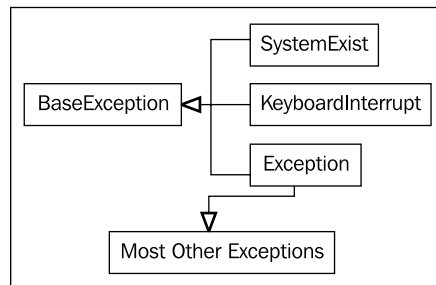 SystemExist
BaseException
KeyboardInterrupt
Exception
Most Other Exceptions